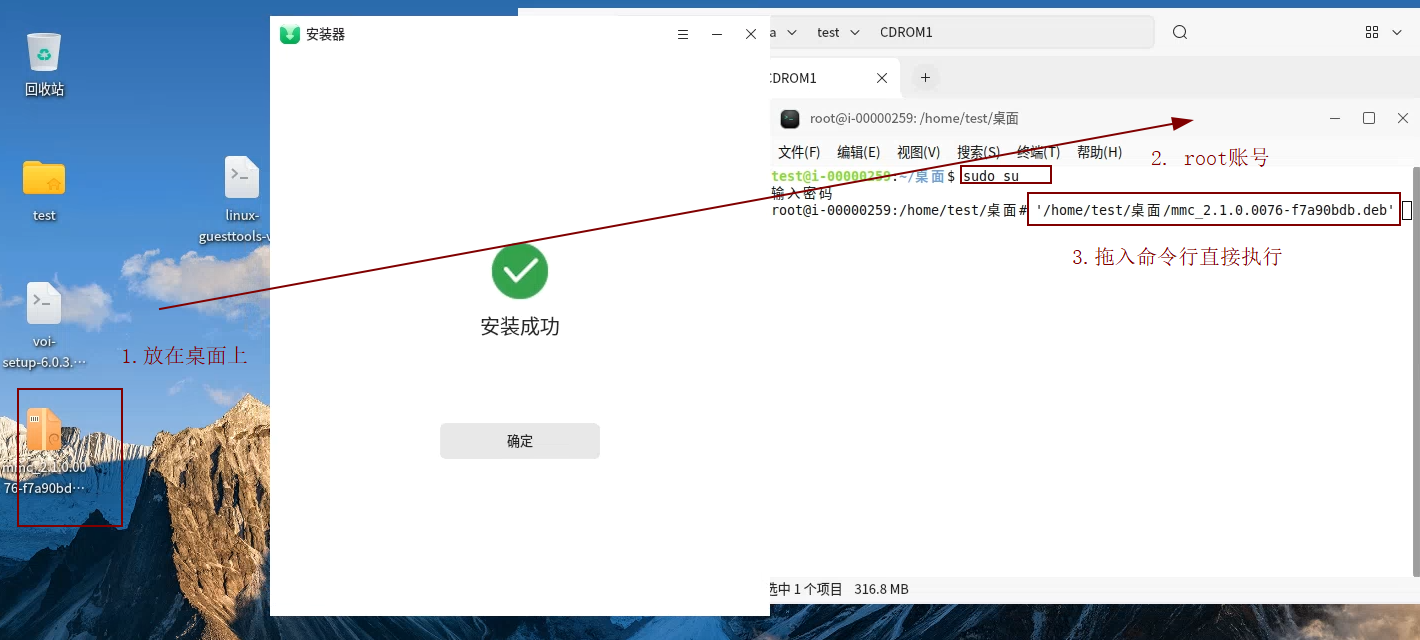 回收站
test
linux-
guesttools-v
voi-
setup-6.0.3.…
1.放在桌面上
mmc_2.1.0.00
76-f7a90bd…
安装器
安装成功
确定
a
test
CDROM1
CDROM1
root@i-00000259: /home/test/桌面
文件(F) 编辑(E) 视图(V) 搜索(S) 终端(T) 帮助(H)
2. root账号
test@i-00000259:~/桌面$ sudo su
输入密码
root@i-00000259:/home/test/桌面# '/home/test/桌面/mmc_2.1.0.0076-f7a90bdb.deb'
3.拖入命令行直接执行
选中 1 个项目 316.8 MB